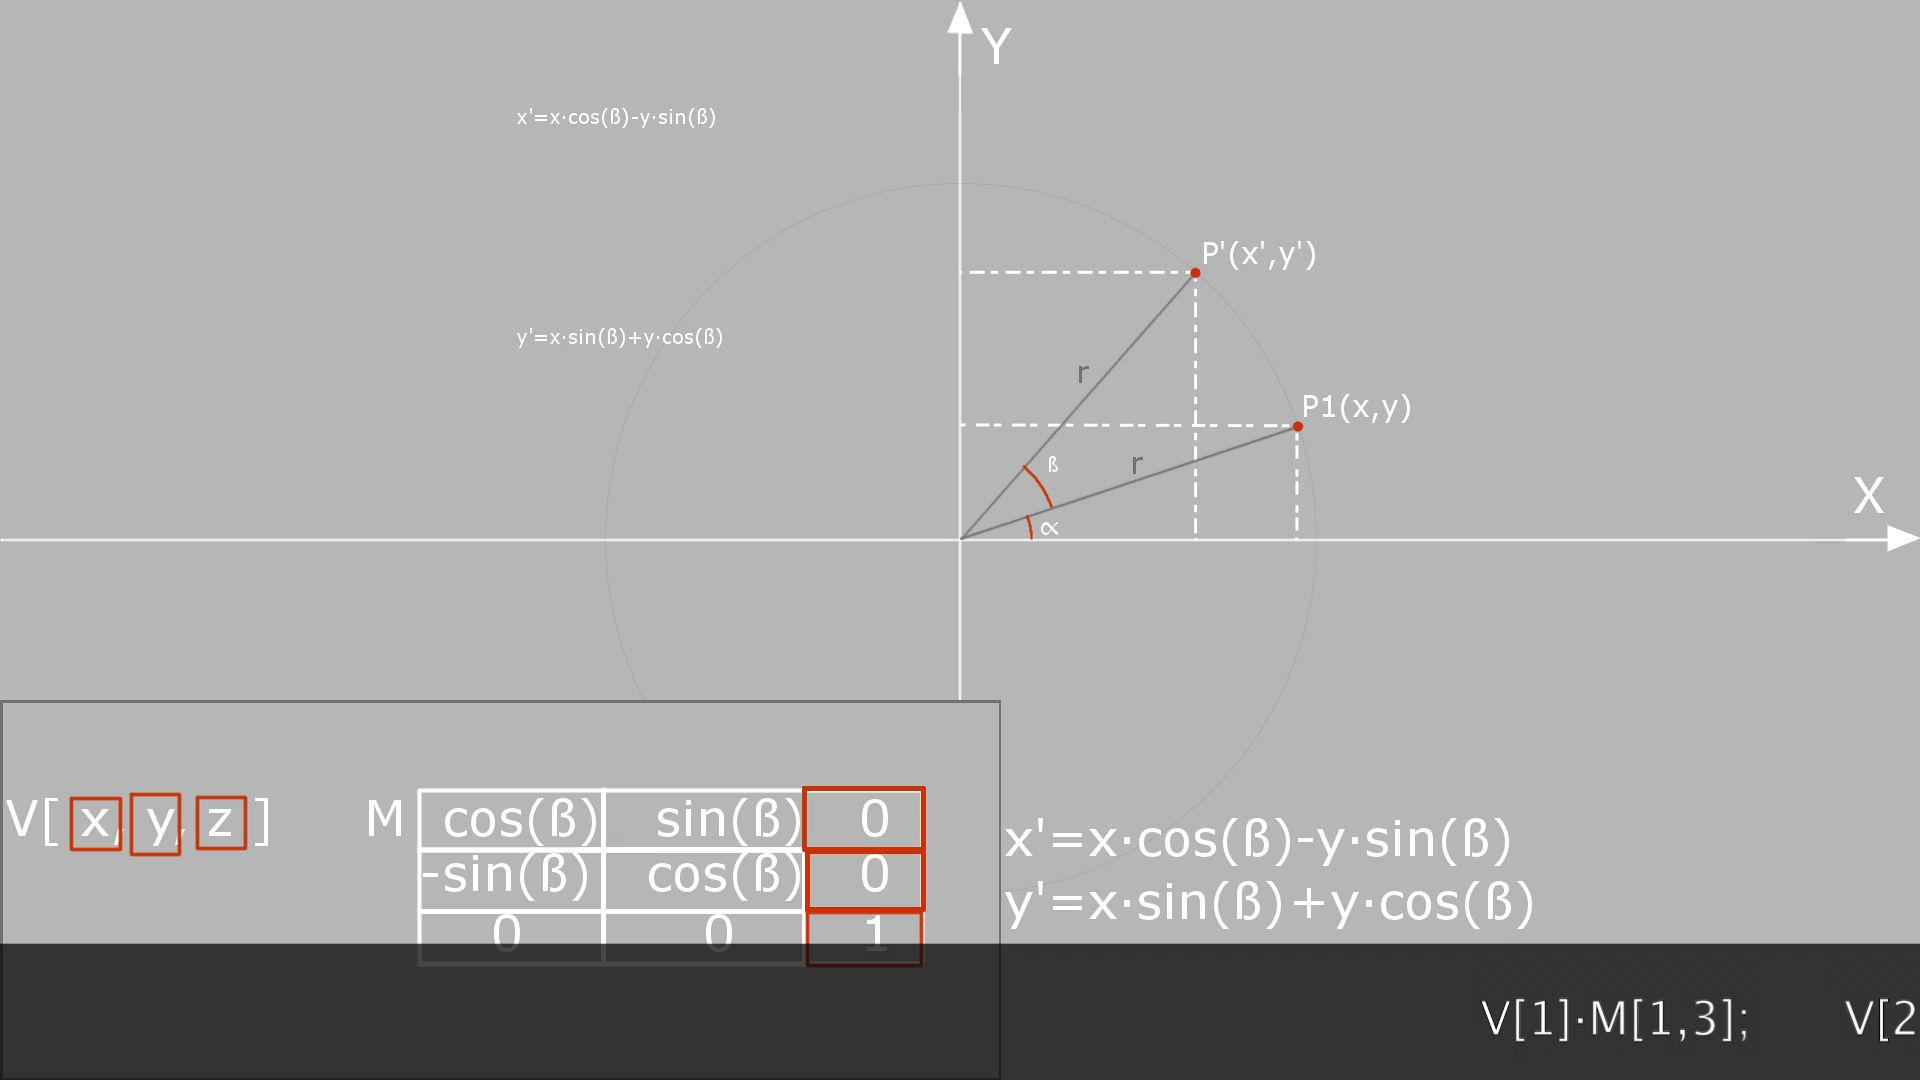 Y
x'=x·cos(ß)-y·sin(ß)
P'(x',y')
y'=x·sin(ß)+y·cos(ß)
r
P1(x,y)
ß
r
X
∝
V[ x, y, z ]
M
cos(ß) sin(ß) 0
-sin(ß) cos(ß) 0
0 0 1
x'=x·cos(ß)-y·sin(ß)
y'=x·sin(ß)+y·cos(ß)
V[1]·M[1,3]; V[2